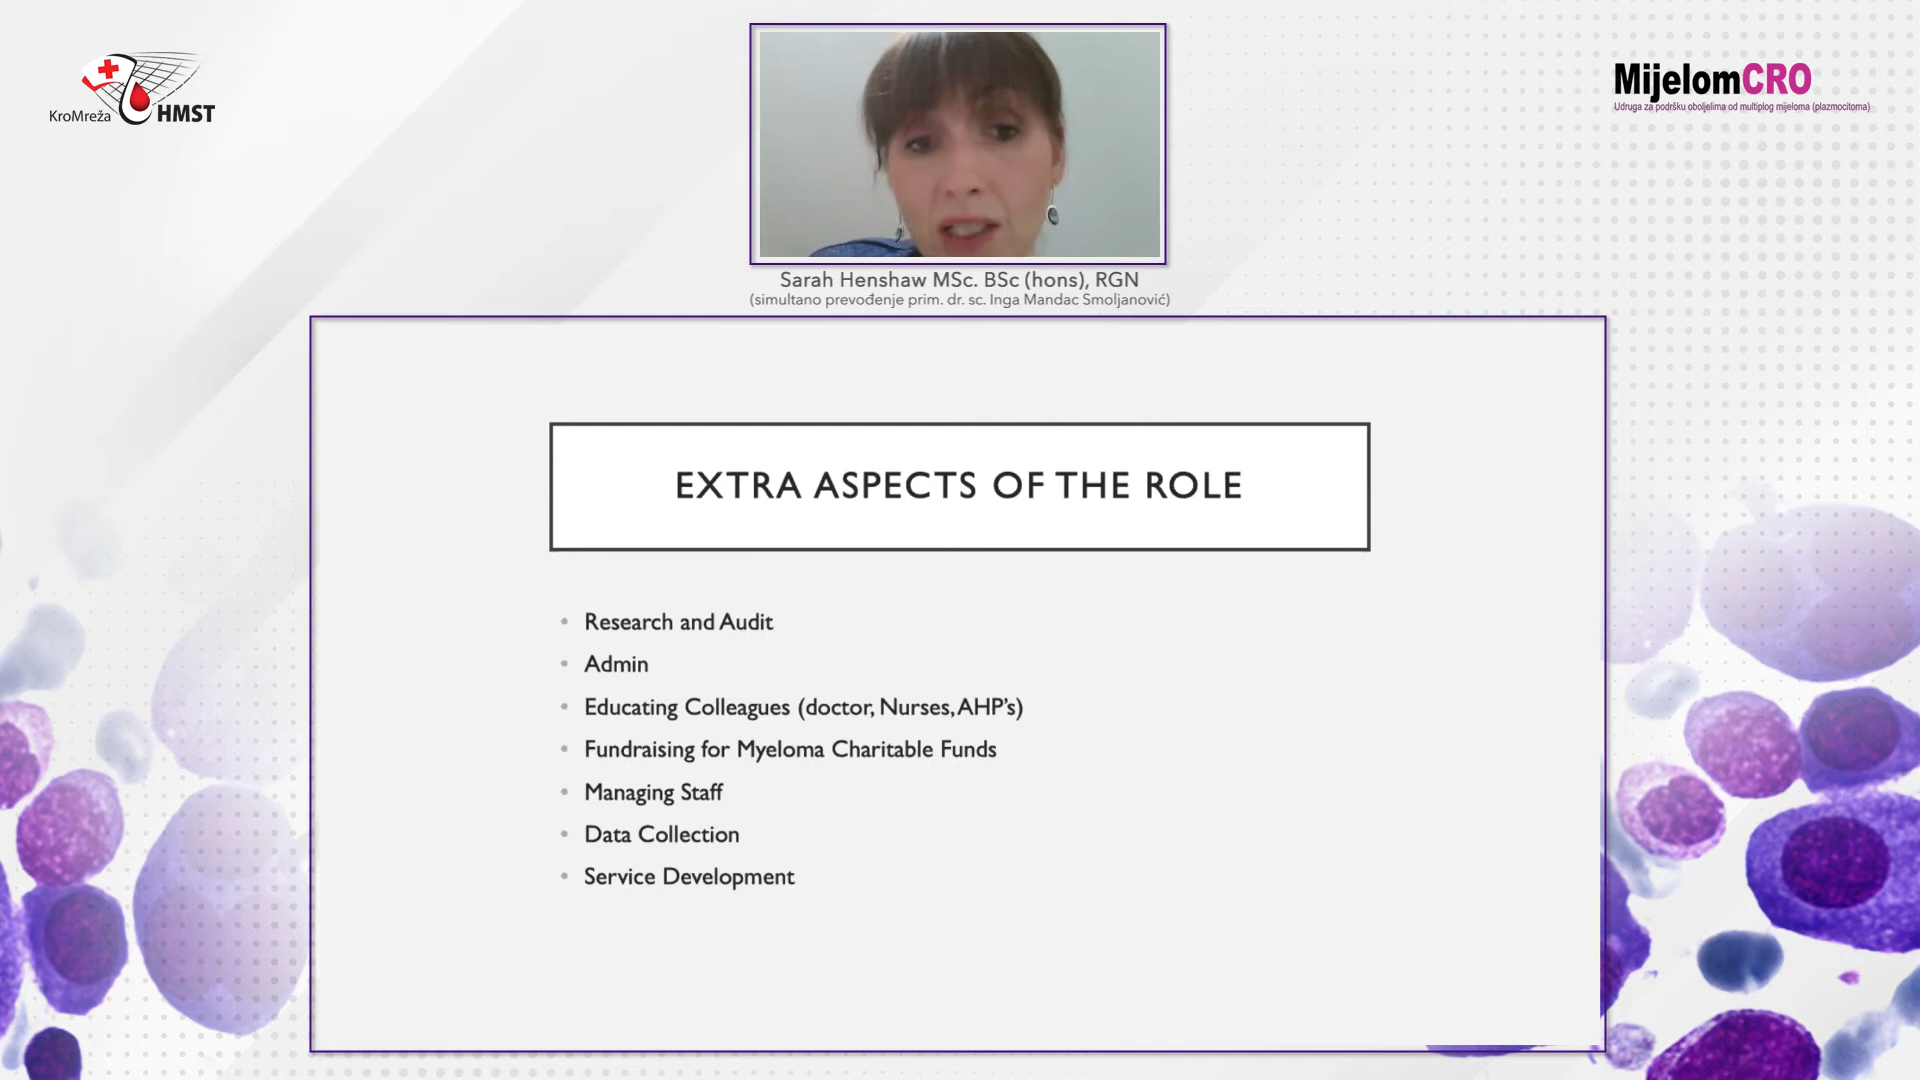 KroMreža HMST
MijelomCRO
Udruga za podršku oboljelima od multiplog mijeloma (plazmocitoma)
Sarah Henshaw MSc. BSc (hons), RGN
(simultano prevođenje prim. dr. sc. Inga Mandac Smoljanović)
EXTRA ASPECTS OF THE ROLE
• Research and Audit
• Admin
• Educating Colleagues (doctor, Nurses, AHP’s)
• Fundraising for Myeloma Charitable Funds
• Managing Staff
• Data Collection
• Service Development